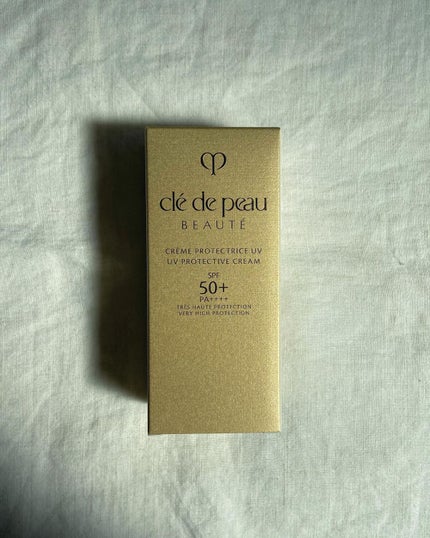 clé de peau
BEAUTÉ
CRÈME PROTECTRICE UV
UV PROTECTIVE CREAM
SPF
50+
PA++++
TRÈS HAUTE PROTECTION
VERY HIGH PROTECTION